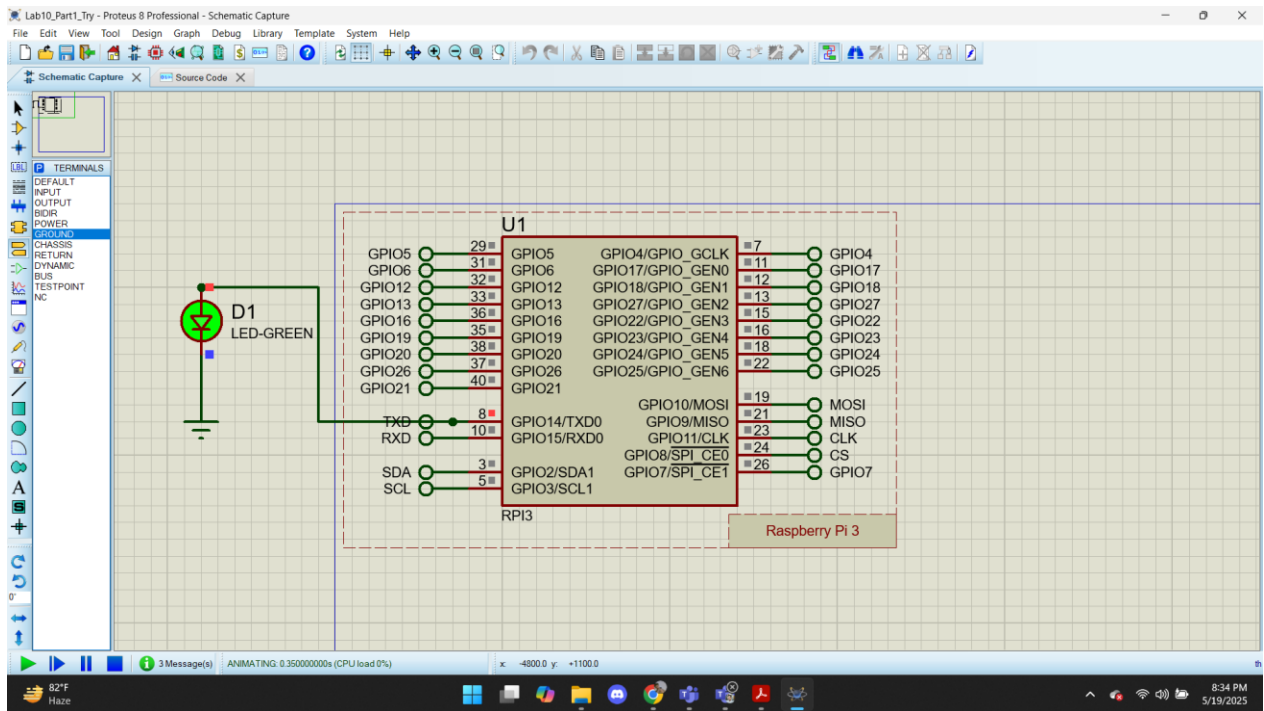 Lab10_Part1_Try - Proteus 8 Professional - Schematic Capture
File Edit View Tool Design Graph Debug Library Template System Help
Schematic Capture
Source Code
LBL
P TERMINALS
DEFAULT
INPUT
OUTPUT
BIDIR
POWER
GROUND
CHASSIS
RETURN
DYNAMIC
BUS
TESTPOINT
NC
A
S
0°
U1
GPIO5 29 GPIO5 GPIO4/GPIO_GCLK 7 GPIO4
GPIO6 31 GPIO6 GPIO17/GPIO_GEN0 11 GPIO17
GPIO12 32 GPIO12 GPIO18/GPIO_GEN1 12 GPIO18
GPIO13 33 GPIO13 GPIO27/GPIO_GEN2 13 GPIO27
GPIO16 36 GPIO16 GPIO22/GPIO_GEN3 15 GPIO22
GPIO19 35 GPIO19 GPIO23/GPIO_GEN4 16 GPIO23
GPIO20 38 GPIO20 GPIO24/GPIO_GEN5 18 GPIO24
GPIO26 37 GPIO26 GPIO25/GPIO_GEN6 22 GPIO25
GPIO21 40 GPIO21
D1
LED-GREEN
GPIO10/MOSI 19 MOSI
TXD 8 GPIO14/TXD0 GPIO9/MISO 21 MISO
RXD 10 GPIO15/RXD0 GPIO11/CLK 23 CLK
GPIO8/SPI_CE0 24 CS
SDA 3 GPIO2/SDA1 GPIO7/SPI_CE1 26 GPIO7
SCL 5 GPIO3/SCL1
RPI3
Raspberry Pi 3
3 Message(s) ANIMATING: 0.350000000s (CPU load 0%) x: -4800.0 y: +1100.0 th
82°F
Haze
8:34 PM
5/19/2025